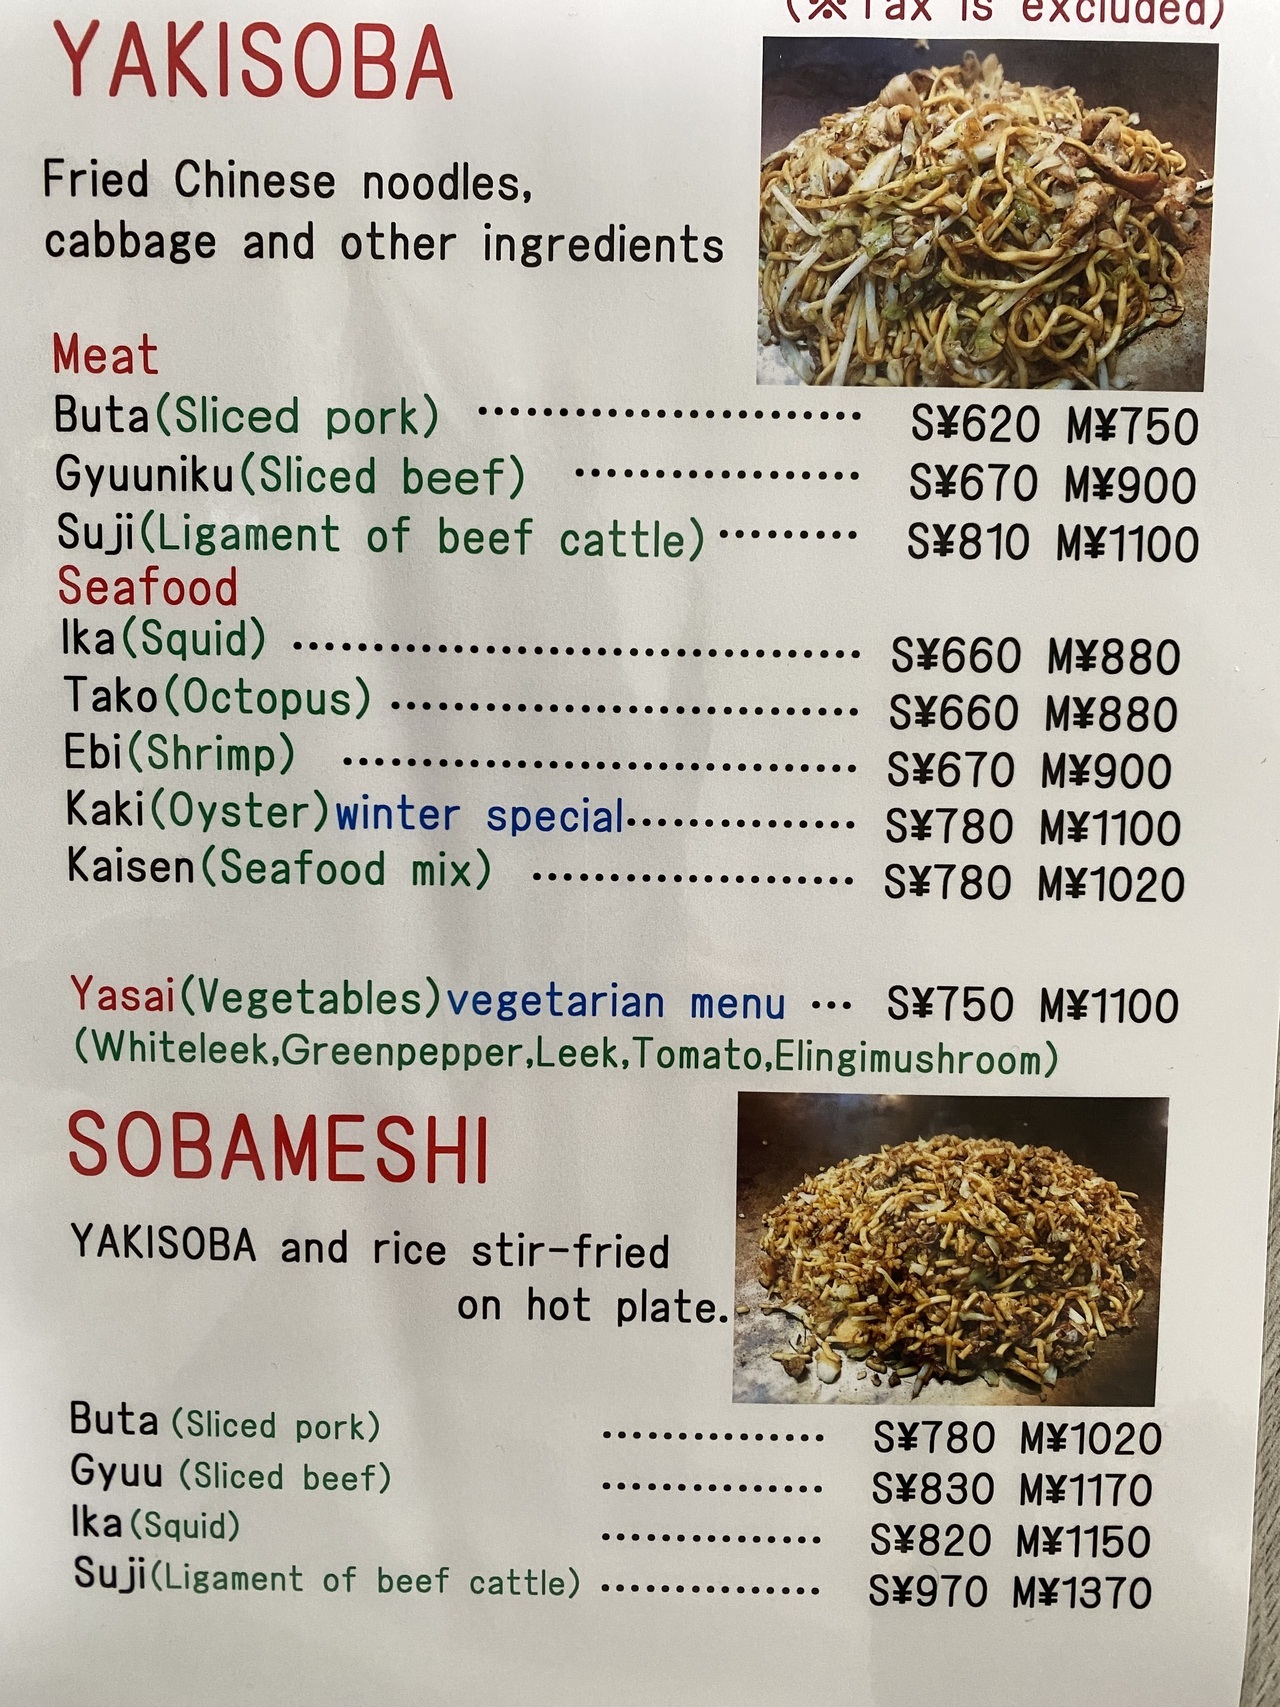 (※Tax is excluded)
YAKISOBA
Fried Chinese noodles,
cabbage and other ingredients
Meat
Buta(Sliced pork) ························ S¥620 M¥750
Gyuuniku(Sliced beef) ·················· S¥670 M¥900
Suji(Ligament of beef cattle)········· S¥810 M¥1100
Seafood
Ika(Squid) ···································· S¥660 M¥880
Tako(Octopus) ······························ S¥660 M¥880
Ebi(Shrimp) ································· S¥670 M¥900
Kaki(Oyster)winter special··············· S¥780 M¥1100
Kaisen(Seafood mix) ····················· S¥780 M¥1020
Yasai(Vegetables)vegetarian menu ··· S¥750 M¥1100
(Whiteleek,Greenpepper,Leek,Tomato,Elingimushroom)
SOBAMESHI
YAKISOBA and rice stir-fried
on hot plate.
Buta (Sliced pork) ··············· S¥780 M¥1020
Gyuu (Sliced beef) ··············· S¥830 M¥1170
Ika(Squid) ··············· S¥820 M¥1150
Suji(Ligament of beef cattle) ··············· S¥970 M¥1370